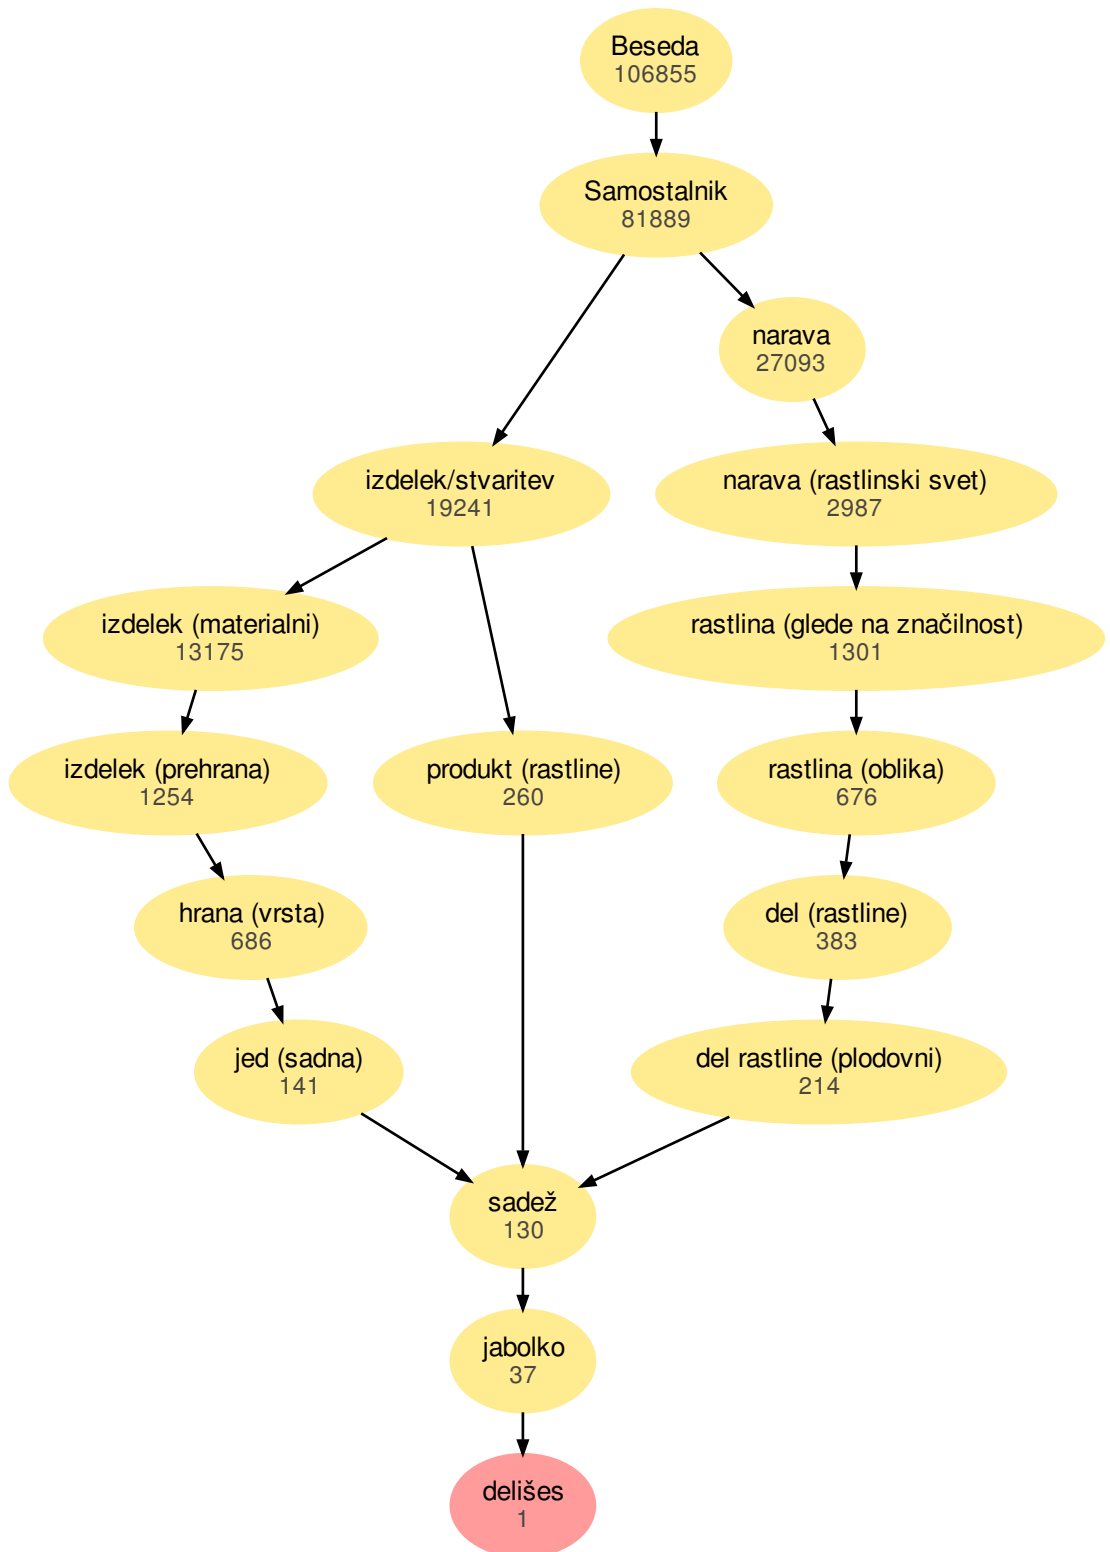 Beseda
106855
Samostalnik
81889
narava
27093
izdelek/stvaritev
19241
narava (rastlinski svet)
2987
izdelek (materialni)
13175
rastlina (glede na značilnost)
1301
izdelek (prehrana)
1254
produkt (rastline)
260
rastlina (oblika)
676
hrana (vrsta)
686
del (rastline)
383
jed (sadna)
141
del rastline (plodovni)
214
sadež
130
jabolko
37
delišes
1